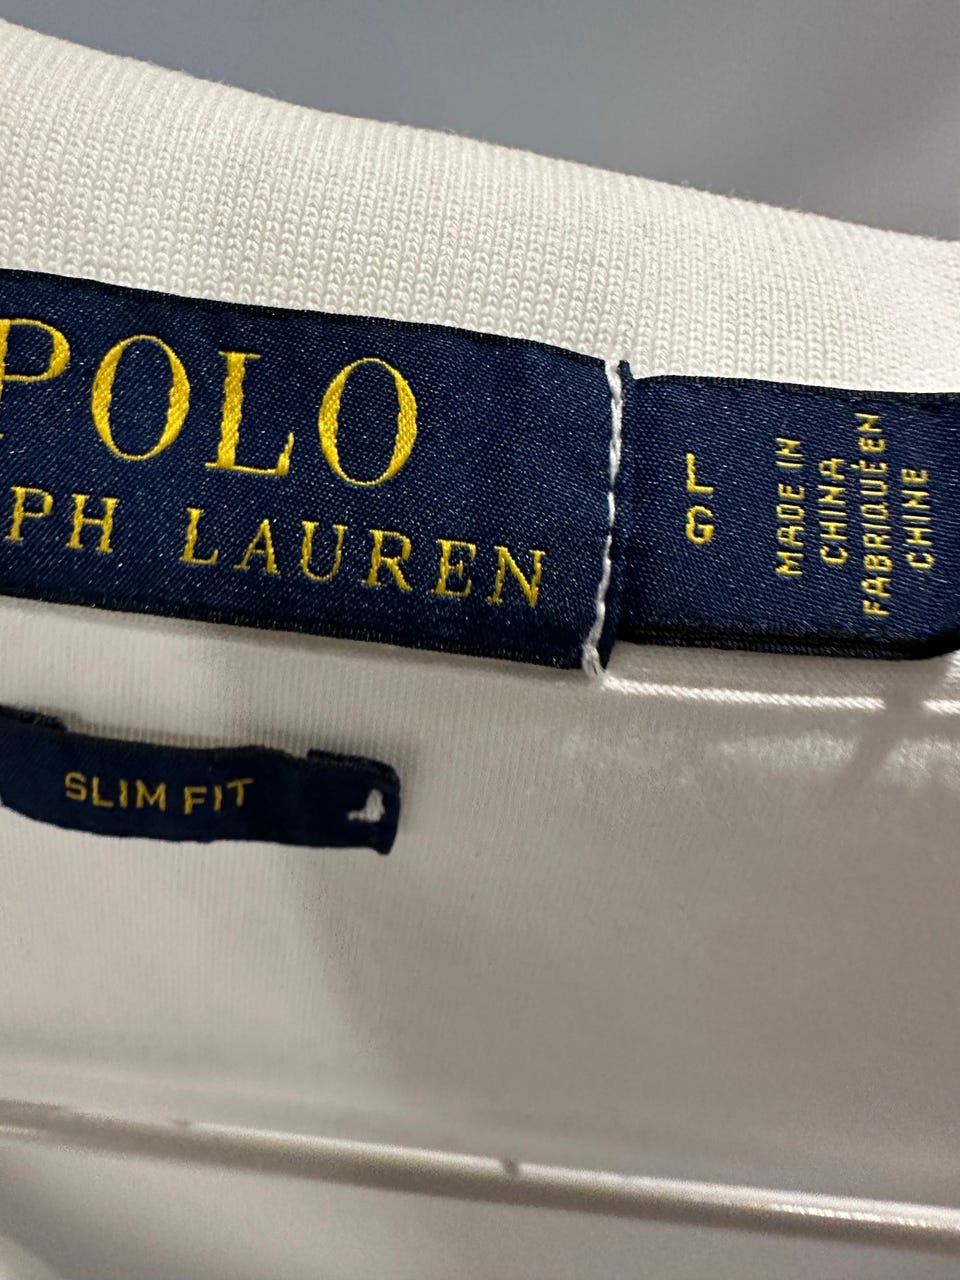 POLO
PH LAUREN
L
G
MADE IN
CHINA
FABRIQUÉ EN
CHINE
SLIM FIT